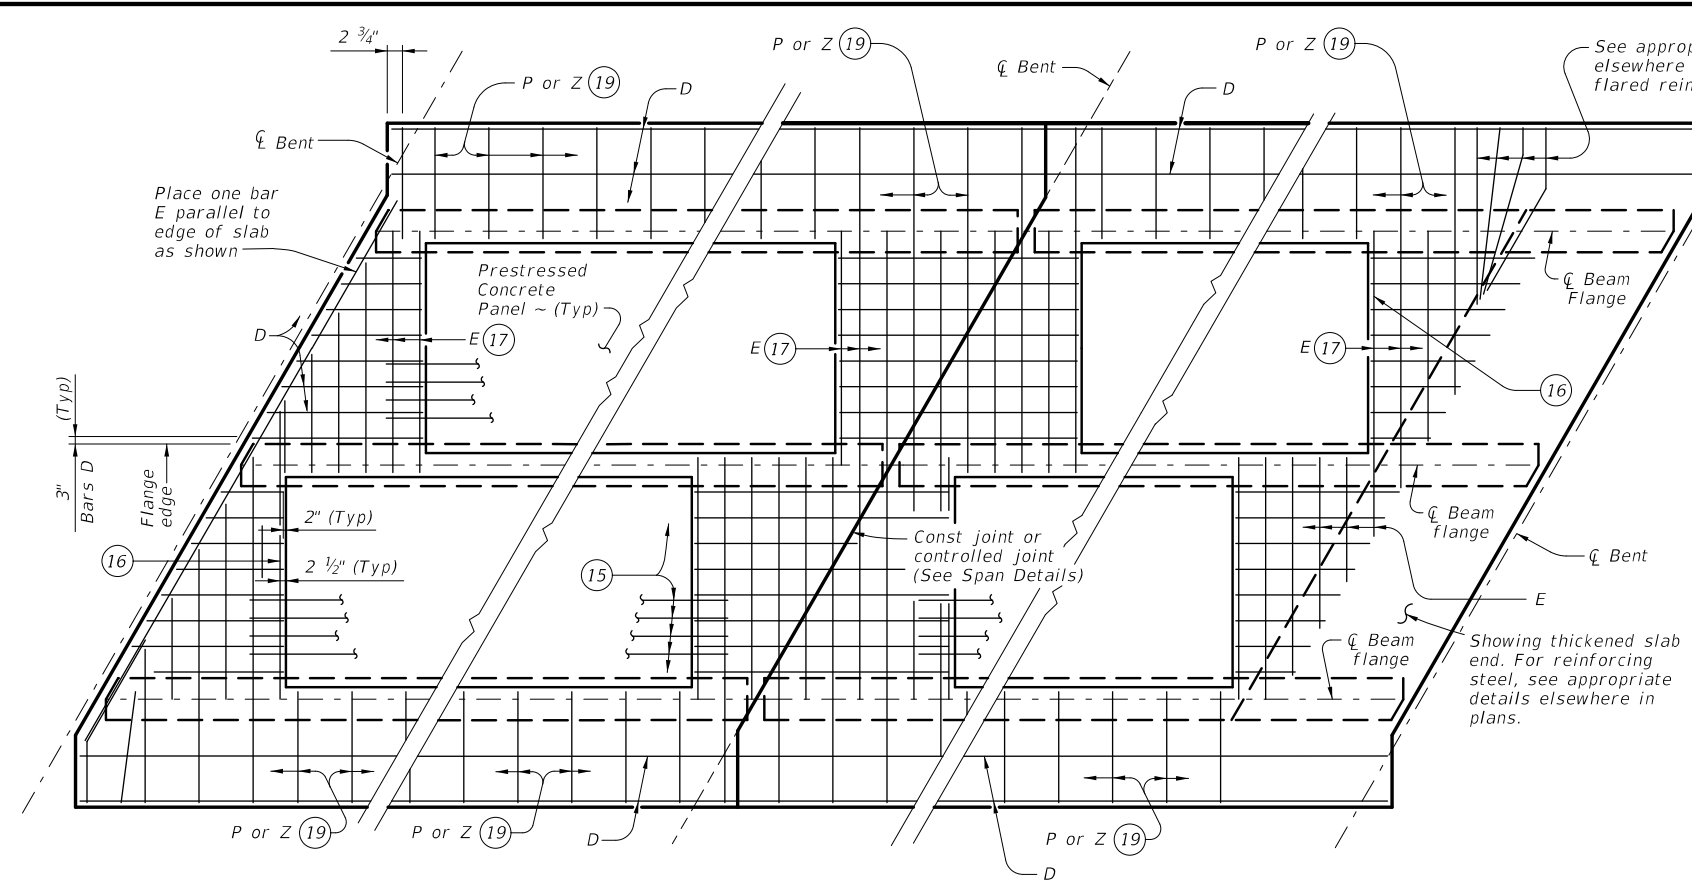 2 ¾"
P or Z 19
D
P or Z 19
℄ Bent
D
P or Z 19
See
elsewhere
flared
℄ Bent
Place one bar
E parallel to
edge of slab
as shown
Prestressed
Concrete
Panel ~ (Typ)
℄ Beam
Flange
D
E 17
E 17
E 17
16
(Typ)
3"
Bars D
Flange
edge
2" (Typ)
16
2 ½" (Typ)
15
Const joint or
controlled joint
(See Span Details)
℄ Beam
flange
℄ Bent
E
℄ Beam
flange
Showing thickened slab
end. For reinforcing
steel, see appropriate
details elsewhere in
plans.
P or Z 19
P or Z 19
D
P or Z 19
D